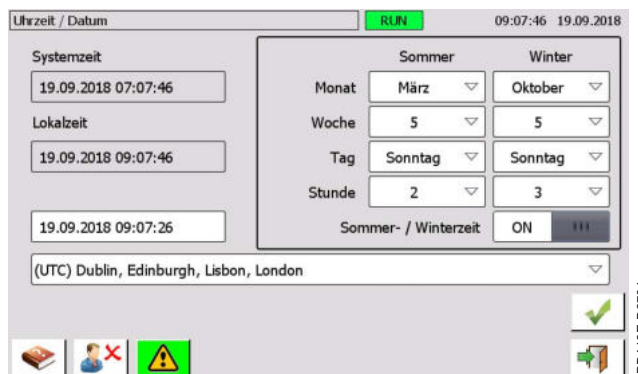 Uhrzeit / Datum RUN 09:07:46 19.09.2018
Systemzeit Sommer Winter
19.09.2018 07:07:46 Monat März Oktober
Lokalzeit Woche 5 5
19.09.2018 09:07:46 Tag Sonntag Sonntag
Stunde 2 3
19.09.2018 09:07:26 Sommer- / Winterzeit ON
(UTC) Dublin, Edinburgh, Lisbon, London